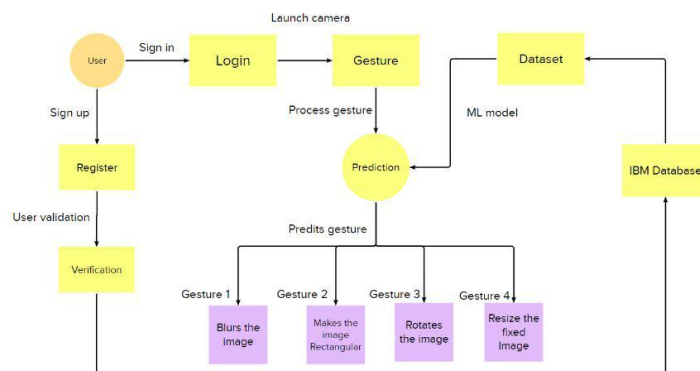 Launch camera
User
Sign in
Login
Gesture
Dataset
Sign up
Process gesture
ML model
Register
Prediction
IBM Database
User validation
Predits gesture
Verification
Gesture 1
Gesture 2
Gesture 3
Gesture 4
Blurs the
image
Makes the
image
Rectangular
Rotates
the image
Resize the
fixed
Image